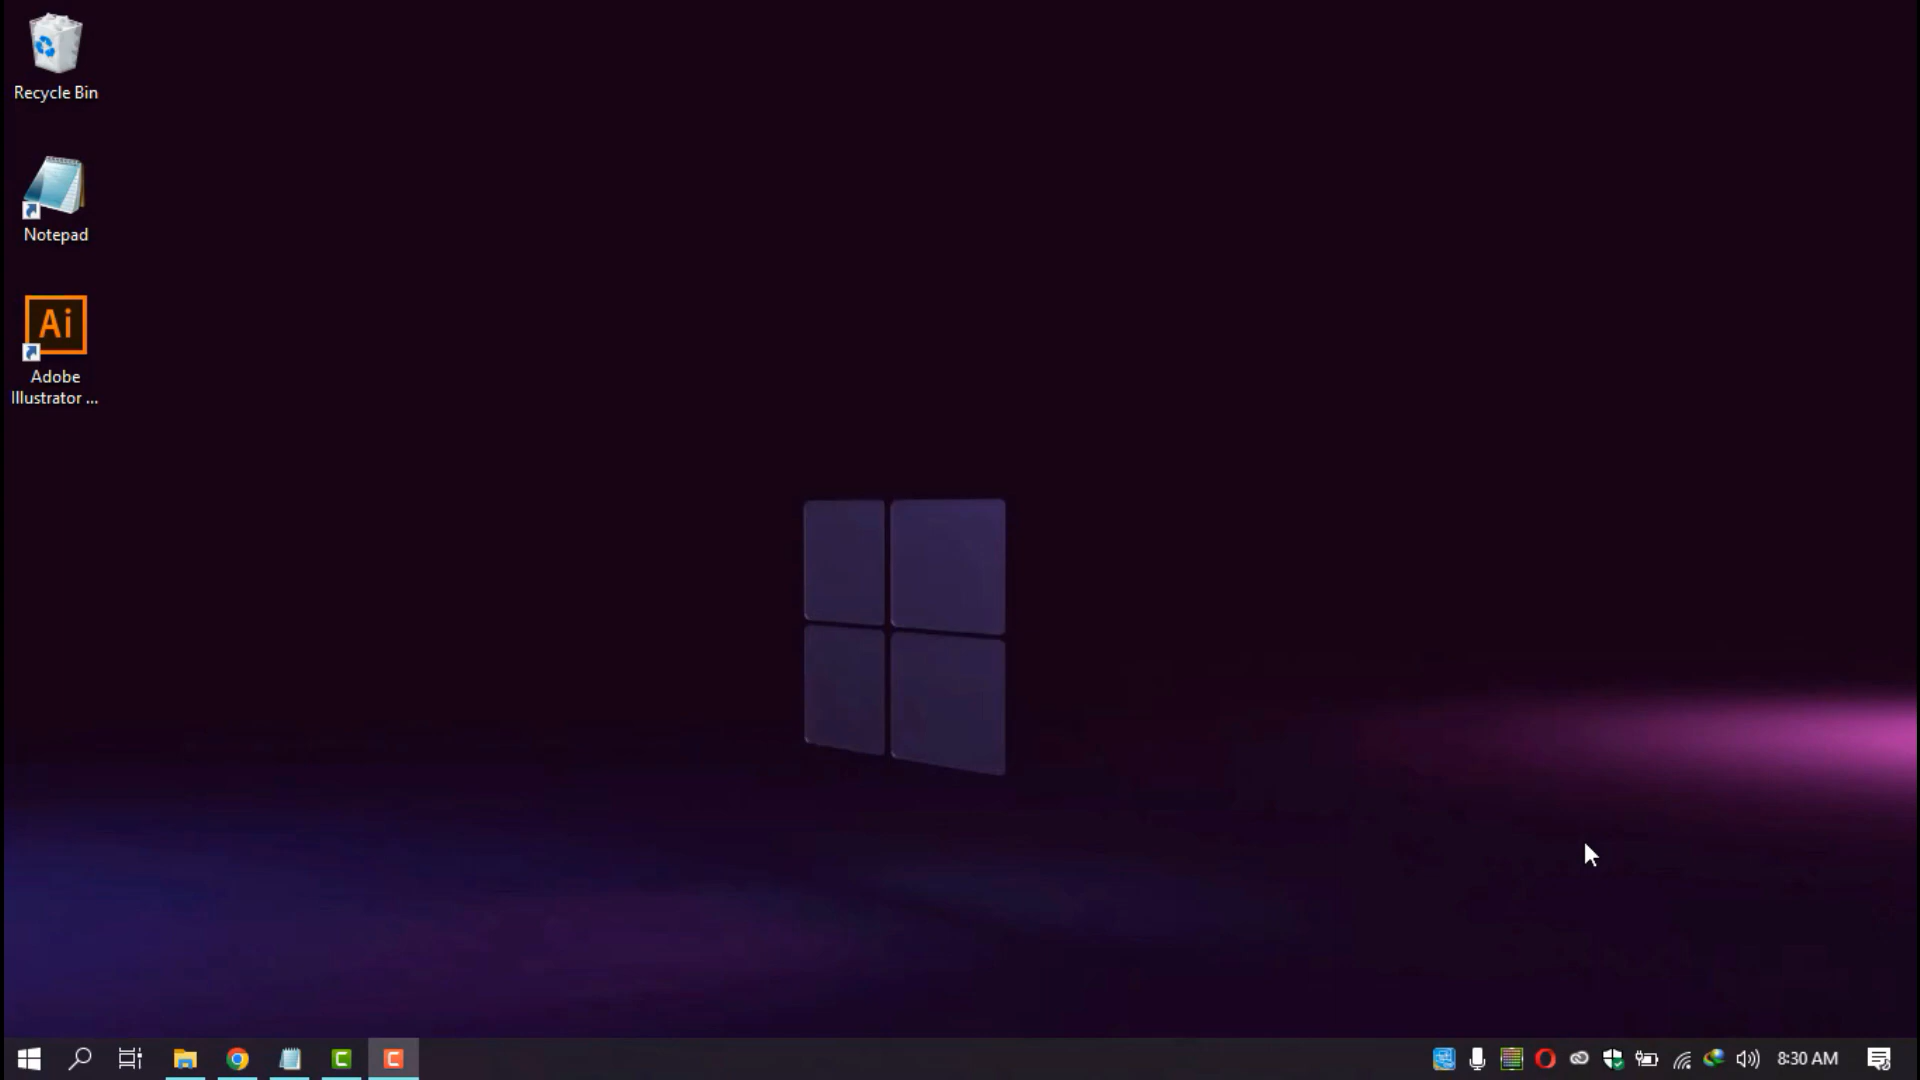 Recycle Bin
Notepad
Ai
Adobe
Illustrator ...
8:30 AM